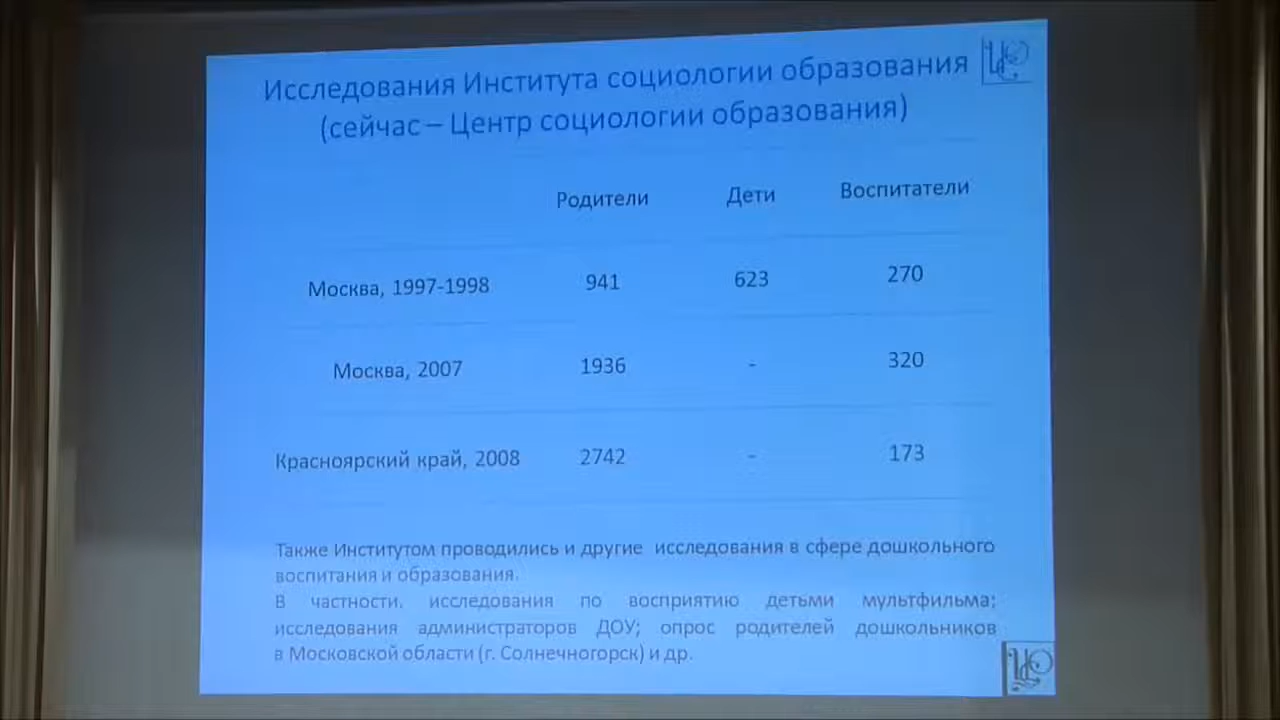 Исследования Института социологии образования
(сейчас – Центр социологии образования)
Родители Дети Воспитатели
Москва, 1997-1998 941 623 270
Москва, 2007 1936 - 320
Красноярский край, 2008 2742 - 173
Также Институтом проводились и другие исследования в сфере дошкольного
воспитания и образования.
В частности, исследования по восприятию детьми мультфильма;
исследования администраторов ДОУ; опрос родителей дошкольников
в Московской области (г. Солнечногорск) и др.